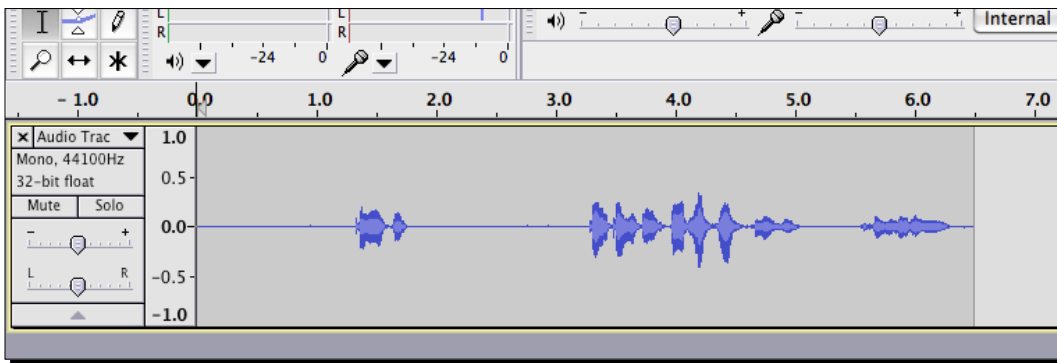 L
R
-24
0
L
R
-24
0
-
+
-
+
Internal
- 1.0
0.0
1.0
2.0
3.0
4.0
5.0
6.0
7.0
× Audio Trac
1.0
Mono, 44100Hz
32-bit float
0.5
Mute
Solo
0.0
-
+
L
R
-0.5
-1.0